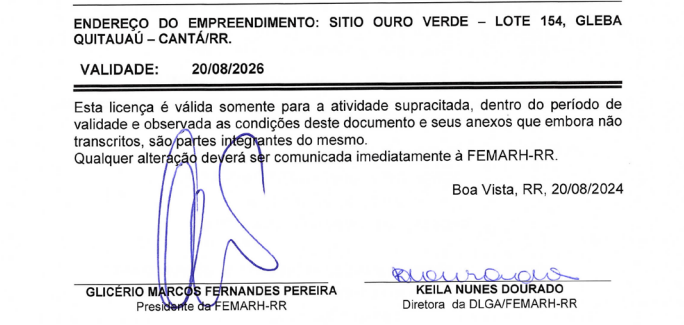 ENDEREÇO DO EMPREENDIMENTO: SITIO OURO VERDE – LOTE 154, GLEBA
QUITAUAÚ – CANTÁ/RR.
VALIDADE: 20/08/2026
Esta licença é válida somente para a atividade supracitada, dentro do período de
validade e observada as condições deste documento e seus anexos que embora não
transcritos, são partes integrantes do mesmo.
Qualquer alteração deverá ser comunicada imediatamente à FEMARH-RR.
Boa Vista, RR, 20/08/2024
GLICÉRIO MARCOS FERNANDES PEREIRA
Presidente da FEMARH-RR
KEILA NUNES DOURADO
Diretora da DLGA/FEMARH-RR